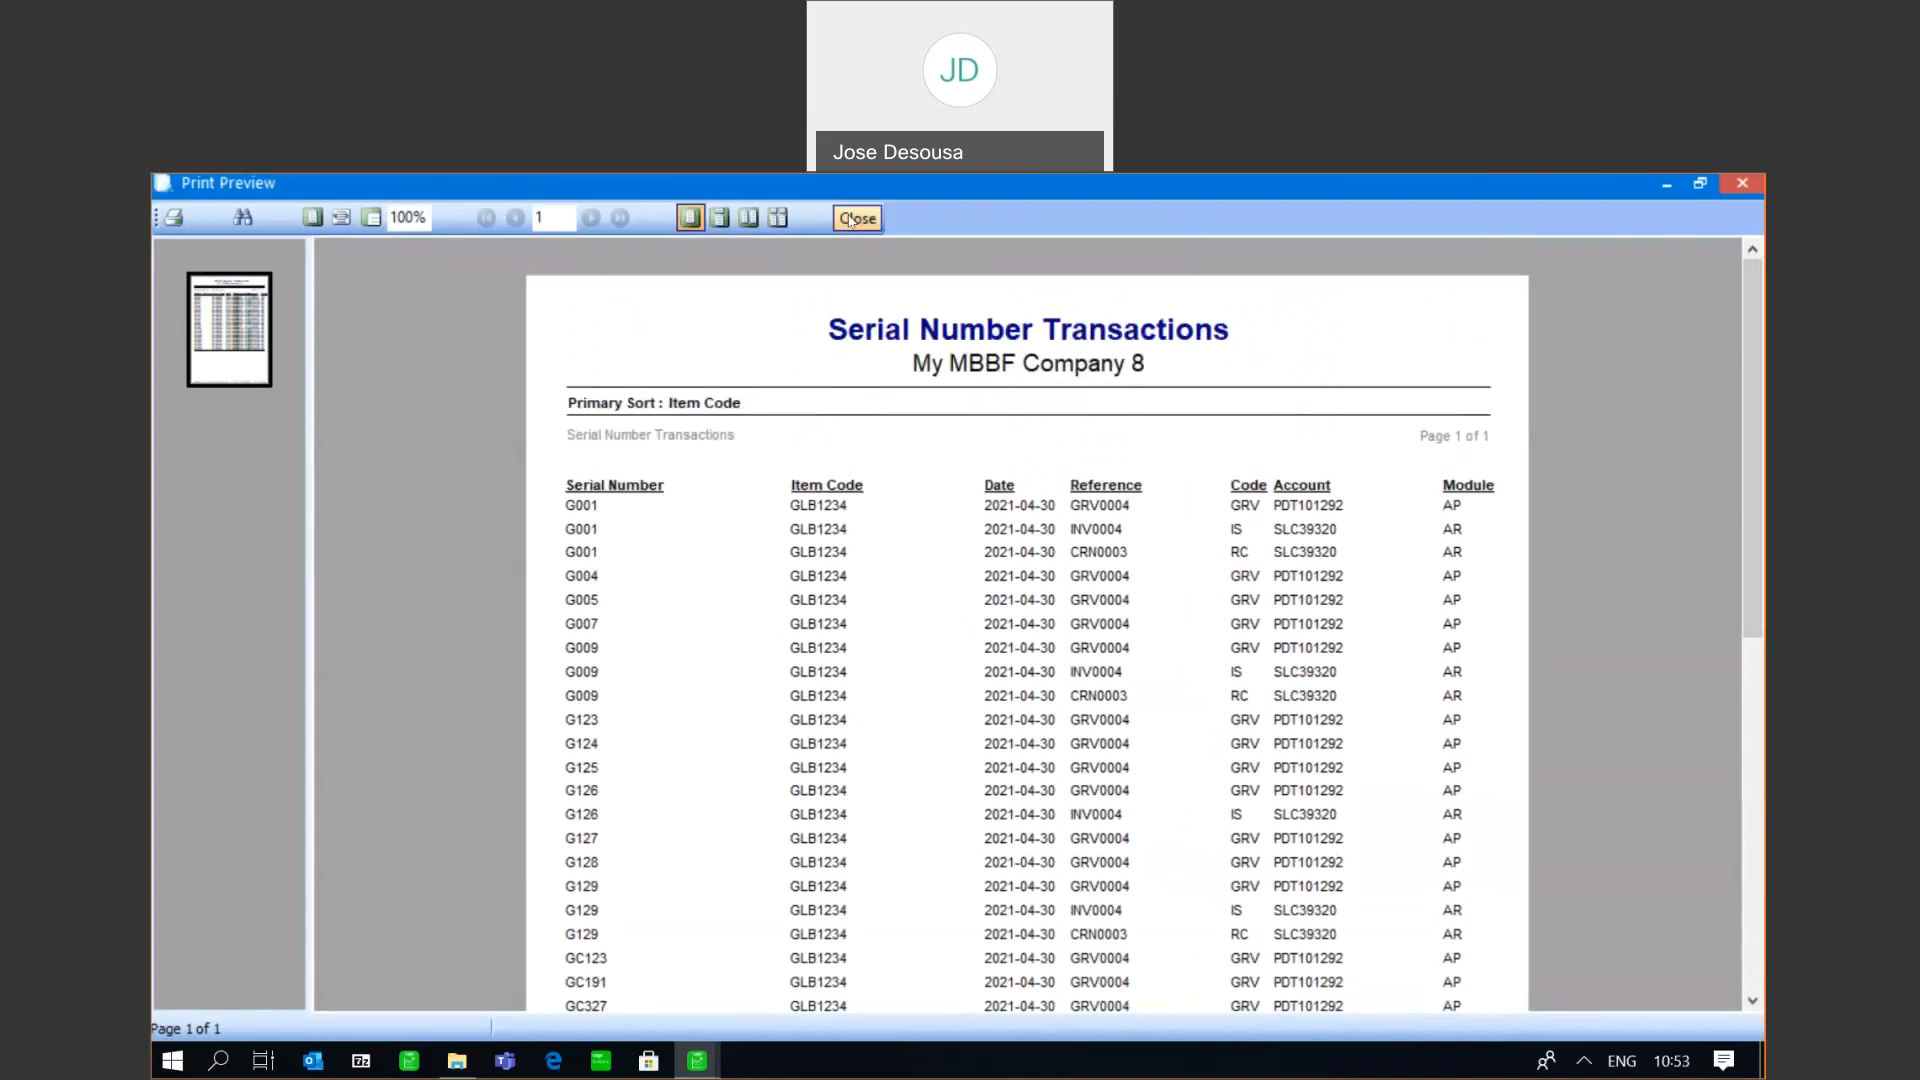 JD
Jose Desousa
Print Preview
100%
1
Close
Serial Number Transactions
My MBBF Company 8
Primary Sort : Item Code
Serial Number Transactions Page 1 of 1
Serial Number Item Code Date Reference Code Account Module
G001 GLB1234 2021-04-30 GRV0004 GRV PDT101292 AP
G001 GLB1234 2021-04-30 INV0004 IS SLC39320 AR
G001 GLB1234 2021-04-30 CRN0003 RC SLC39320 AR
G004 GLB1234 2021-04-30 GRV0004 GRV PDT101292 AP
G005 GLB1234 2021-04-30 GRV0004 GRV PDT101292 AP
G007 GLB1234 2021-04-30 GRV0004 GRV PDT101292 AP
G009 GLB1234 2021-04-30 GRV0004 GRV PDT101292 AP
G009 GLB1234 2021-04-30 INV0004 IS SLC39320 AR
G009 GLB1234 2021-04-30 CRN0003 RC SLC39320 AR
G123 GLB1234 2021-04-30 GRV0004 GRV PDT101292 AP
G124 GLB1234 2021-04-30 GRV0004 GRV PDT101292 AP
G125 GLB1234 2021-04-30 GRV0004 GRV PDT101292 AP
G126 GLB1234 2021-04-30 GRV0004 GRV PDT101292 AP
G126 GLB1234 2021-04-30 INV0004 IS SLC39320 AR
G127 GLB1234 2021-04-30 GRV0004 GRV PDT101292 AP
G128 GLB1234 2021-04-30 GRV0004 GRV PDT101292 AP
G129 GLB1234 2021-04-30 GRV0004 GRV PDT101292 AP
G129 GLB1234 2021-04-30 INV0004 IS SLC39320 AR
G129 GLB1234 2021-04-30 CRN0003 RC SLC39320 AR
GC123 GLB1234 2021-04-30 GRV0004 GRV PDT101292 AP
GC191 GLB1234 2021-04-30 GRV0004 GRV PDT101292 AP
GC327 GLB1234 2021-04-30 GRV0004 GRV PDT101292 AP
Page 1 of 1
7z
ENG 10:53